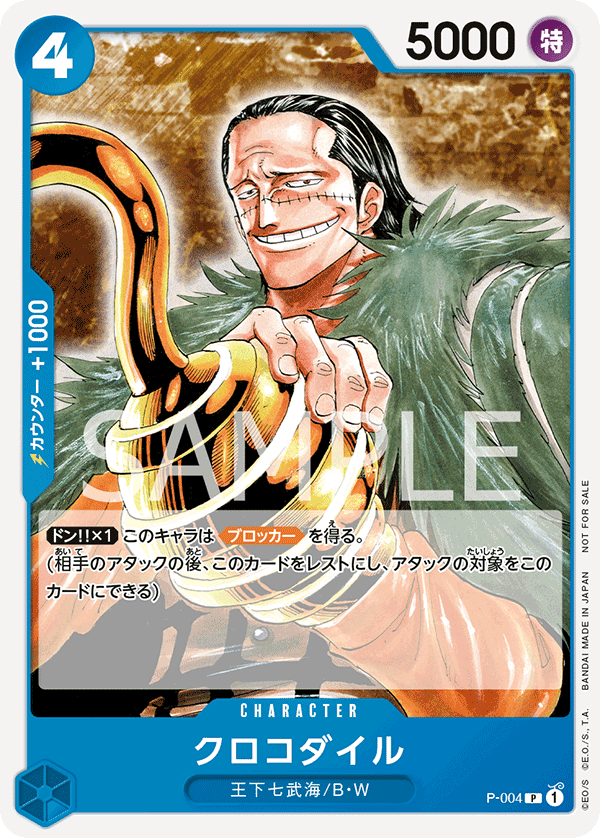 4
5000 特
カウンター +1000
SAMPLE
ドン!!×1 このキャラは ブロッカー を得る。
(相手のアタックの後、このカードをレストにし、アタックの対象をこの
カードにできる)
CHARACTER
クロコダイル
王下七武海/B・W
P-004 P 1
©EO/S ©E.O./S., T.A. BANDAI MADE IN JAPAN NOT FOR SALE